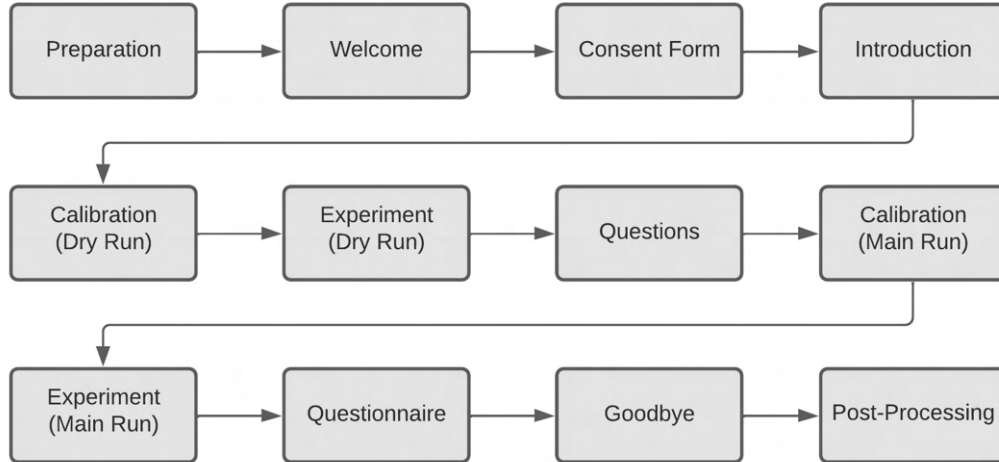 Preparation
Welcome
Consent Form
Introduction
Calibration
(Dry Run)
Experiment
(Dry Run)
Questions
Calibration
(Main Run)
Experiment
(Main Run)
Questionnaire
Goodbye
Post-Processing